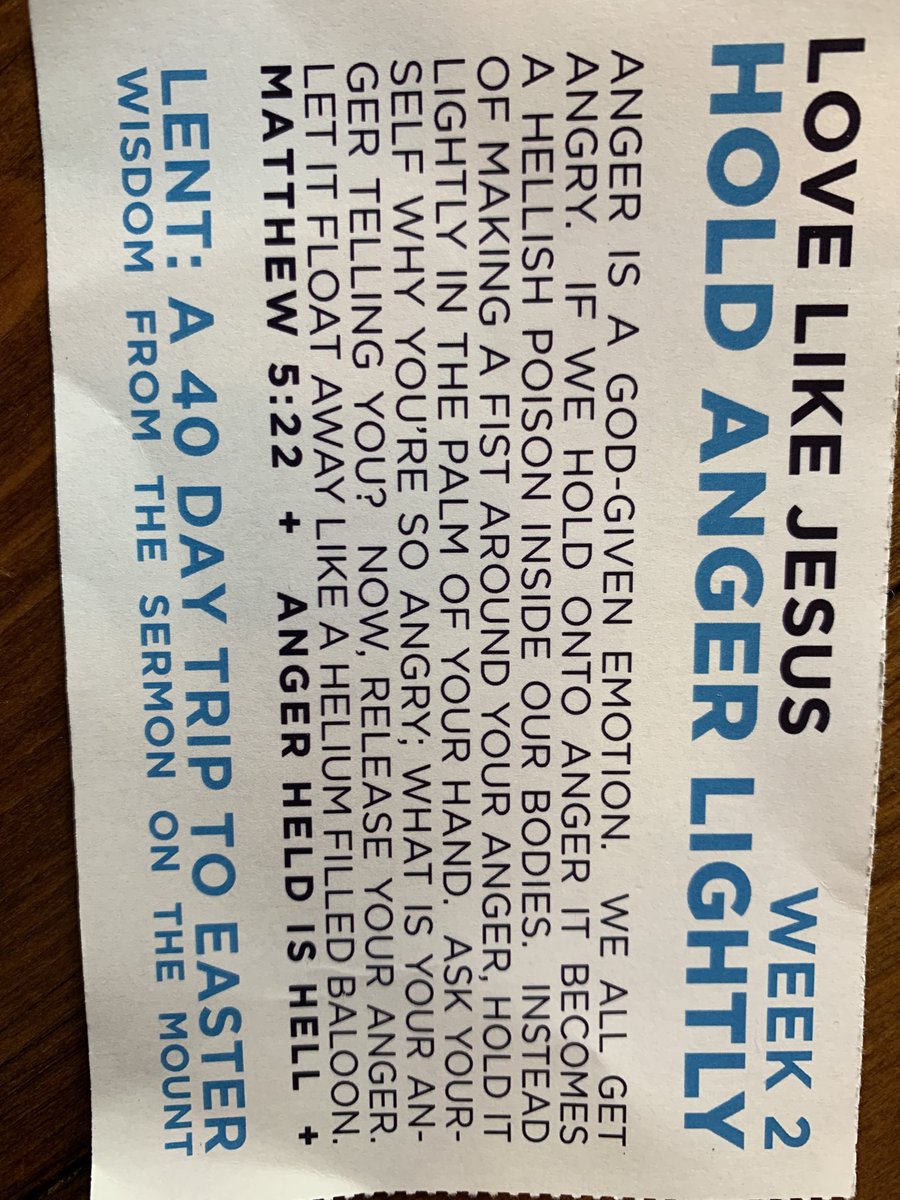 LOVE LIKE JESUS WEEK 2
HOLD ANGER LIGHTLY
ANGER IS A GOD-GIVEN EMOTION. WE ALL GET
ANGRY. IF WE HOLD ONTO ANGER IT BECOMES
A HELLISH POISON INSIDE OUR BODIES. INSTEAD
OF MAKING A FIST AROUND YOUR ANGER, HOLD IT
LIGHTLY IN THE PALM OF YOUR HAND. ASK YOUR-
SELF WHY YOU'RE SO ANGRY; WHAT IS YOUR AN-
GER TELLING YOU? NOW, RELEASE YOUR ANGER.
LET IT FLOAT AWAY LIKE A HELIUM FILLED BALOON.
MATTHEW 5:22 + ANGER HELD IS HELL +
LENT: A 40 DAY TRIP TO EASTER
WISDOM FROM THE SERMON ON THE MOUNT